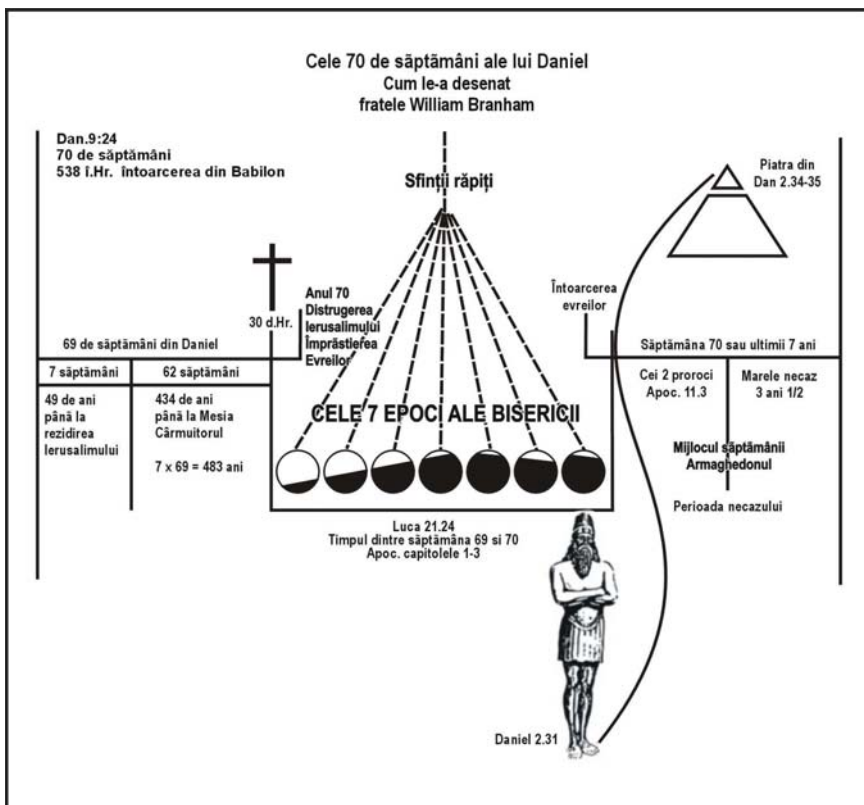 Cele 70 de săptămâni ale lui Daniel
Cum le-a desenat
fratele William Branham
Dan.9:24
70 de săptămâni
538 î.Hr. întoarcerea din Babilon
Sfinții răpiți
Piatra din
Dan 2.34-35
30 d.Hr.
Anul 70
Distrugerea
Ierusalimului
Împrăștierea
Evreilor
Întoarcerea
evreilor
69 de săptămâni din Daniel
7 săptămâni
62 săptămâni
49 de ani
până la
rezidirea
Ierusalimului
434 de ani
până la Mesia
Cârmuitorul
7 x 69 = 483 ani
CELE 7 EPOCI ALE BISERICII
Săptămâna 70 sau ultimii 7 ani
Cei 2 proroci
Apoc. 11.3
Marele necaz
3 ani 1/2
Mijlocul săptămânii
Armaghedonul
Perioada necazului
Luca 21.24
Timpul dintre săptămâna 69 si 70
Apoc. capitolele 1-3
Daniel 2.31